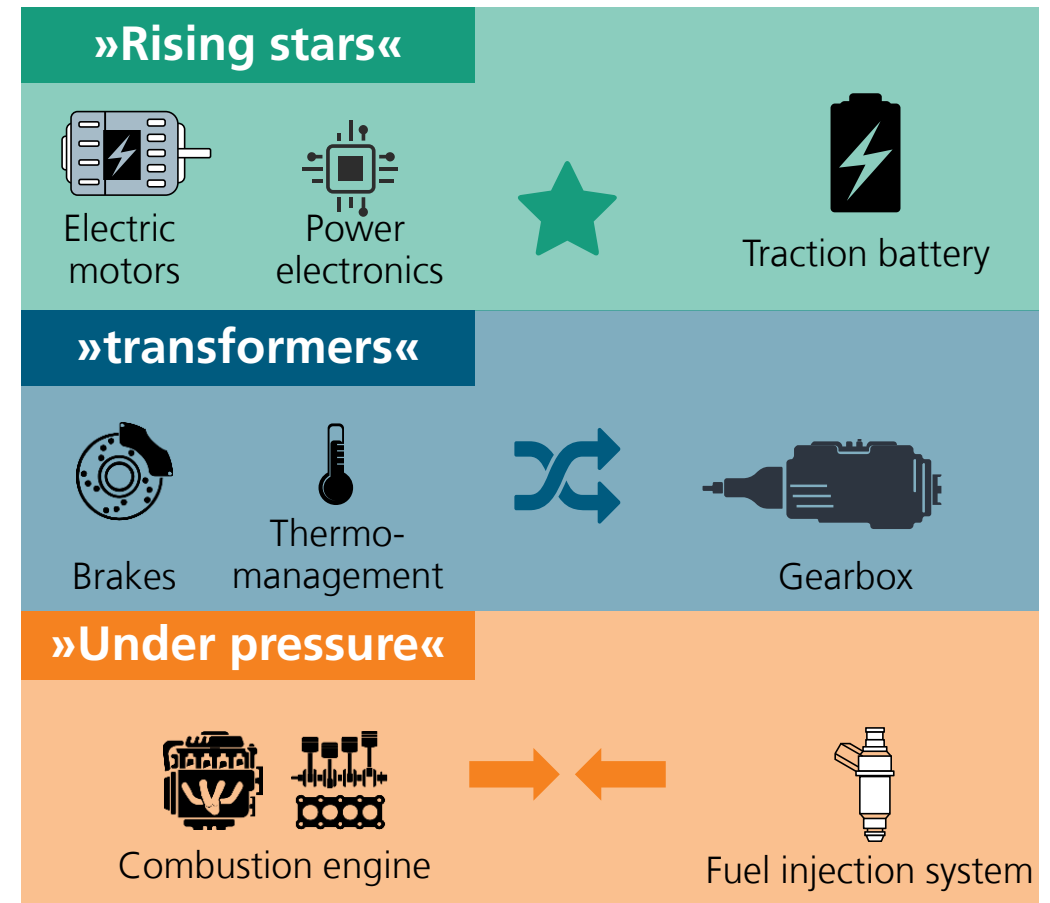 »Rising stars«
Electric
motors
Power
electronics
Traction battery
»transformers«
Brakes
Thermo-
management
Gearbox
»Under pressure«
Combustion engine
Fuel injection system